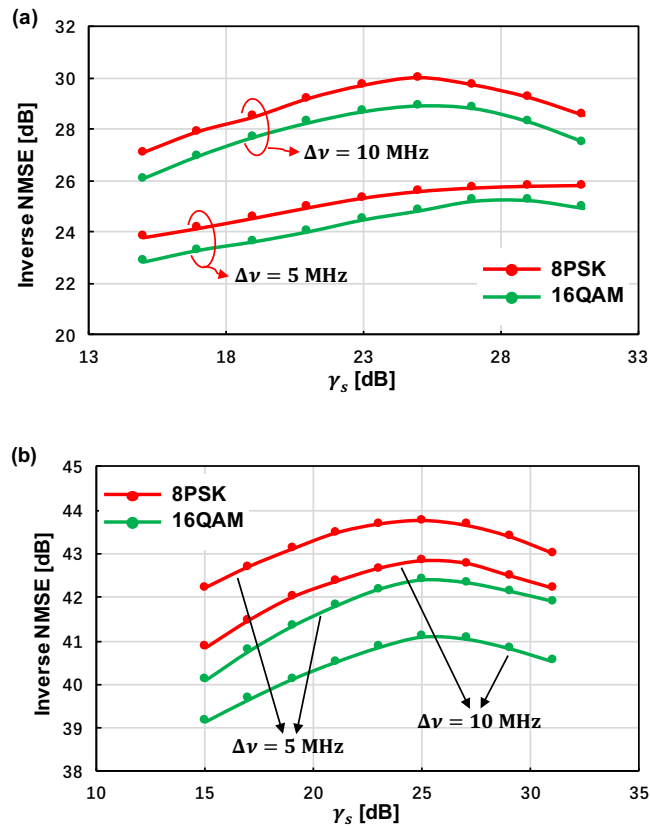 (a)
Inverse NMSE [dB]
32
30
28
26
24
22
20
Δν = 10 MHz
Δν = 5 MHz
8PSK
16QAM
13
18
23
28
33
γₛ [dB]
(b)
Inverse NMSE [dB]
45
44
43
42
41
40
39
38
8PSK
16QAM
Δν = 10 MHz
Δν = 5 MHz
10
15
20
25
30
35
γₛ [dB]